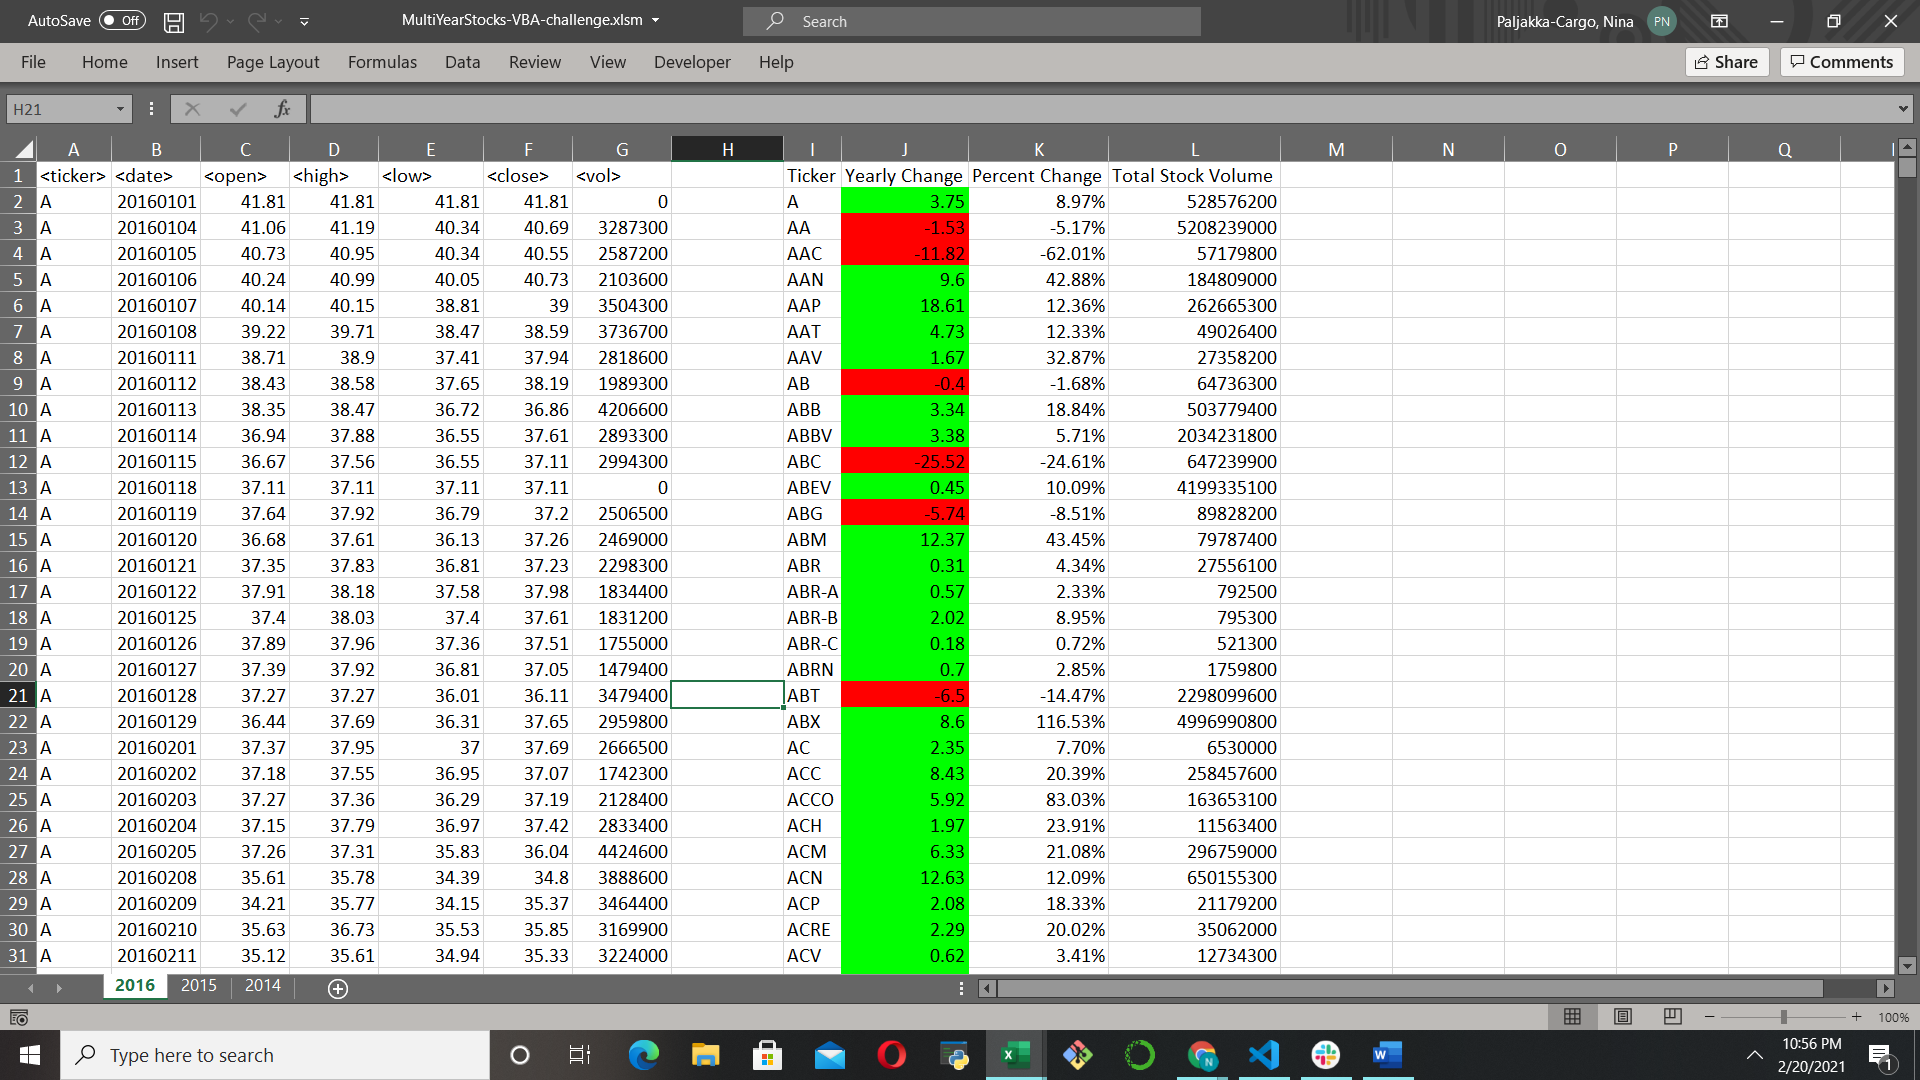 AutoSave Off MultiYearStocks-VBA-challenge.xlsm Search Paljakka-Cargo, Nina PN
File Home Insert Page Layout Formulas Data Review View Developer Help Share Comments
H21 fx
A B C D E F G H I J K L M N O P Q
1 <ticker> <date> <open> <high> <low> <close> <vol> Ticker Yearly Change Percent Change Total Stock Volume
2 A 20160101 41.81 41.81 41.81 41.81 0 A 3.75 8.97% 528576200
3 A 20160104 41.06 41.19 40.34 40.69 3287300 AA -1.53 -5.17% 5208239000
4 A 20160105 40.73 40.95 40.34 40.55 2587200 AAC -11.82 -62.01% 57179800
5 A 20160106 40.24 40.99 40.05 40.73 2103600 AAN 9.6 42.88% 184809000
6 A 20160107 40.14 40.15 38.81 39 3504300 AAP 18.61 12.36% 262665300
7 A 20160108 39.22 39.71 38.47 38.59 3736700 AAT 4.73 12.33% 49026400
8 A 20160111 38.71 38.9 37.41 37.94 2818600 AAV 1.67 32.87% 27358200
9 A 20160112 38.43 38.58 37.65 38.19 1989300 AB -0.4 -1.68% 64736300
10 A 20160113 38.35 38.47 36.72 36.86 4206600 ABB 3.34 18.84% 503779400
11 A 20160114 36.94 37.88 36.55 37.61 2893300 ABBV 3.38 5.71% 2034231800
12 A 20160115 36.67 37.56 36.55 37.11 2994300 ABC -25.52 -24.61% 647239900
13 A 20160118 37.11 37.11 37.11 37.11 0 ABEV 0.45 10.09% 4199335100
14 A 20160119 37.64 37.92 36.79 37.2 2506500 ABG -5.74 -8.51% 89828200
15 A 20160120 36.68 37.61 36.13 37.26 2469000 ABM 12.37 43.45% 79787400
16 A 20160121 37.35 37.83 36.81 37.23 2298300 ABR 0.31 4.34% 27556100
17 A 20160122 37.91 38.18 37.58 37.98 1834400 ABR-A 0.57 2.33% 792500
18 A 20160125 37.4 38.03 37.4 37.61 1831200 ABR-B 2.02 8.95% 795300
19 A 20160126 37.89 37.96 37.36 37.51 1755000 ABR-C 0.18 0.72% 521300
20 A 20160127 37.39 37.92 36.81 37.05 1479400 ABRN 0.7 2.85% 1759800
21 A 20160128 37.27 37.27 36.01 36.11 3479400 ABT -6.5 -14.47% 2298099600
22 A 20160129 36.44 37.69 36.31 37.65 2959800 ABX 8.6 116.53% 4996990800
23 A 20160201 37.37 37.95 37 37.69 2666500 AC 2.35 7.70% 6530000
24 A 20160202 37.18 37.55 36.95 37.07 1742300 ACC 8.43 20.39% 258457600
25 A 20160203 37.27 37.36 36.29 37.19 2128400 ACCO 5.92 83.03% 163653100
26 A 20160204 37.15 37.79 36.97 37.42 2833400 ACH 1.97 23.91% 11563400
27 A 20160205 37.26 37.31 35.83 36.04 4424600 ACM 6.33 21.08% 296759000
28 A 20160208 35.61 35.78 34.39 34.8 3888600 ACN 12.63 12.09% 650155300
29 A 20160209 34.21 35.77 34.15 35.37 3464400 ACP 2.08 18.33% 21179200
30 A 20160210 35.63 36.73 35.53 35.85 3169900 ACRE 2.29 20.02% 35062000
31 A 20160211 35.12 35.61 34.94 35.33 3224000 ACV 0.62 3.41% 12734300
2016 2015 2014
100%
Type here to search
10:56 PM
2/20/2021
1